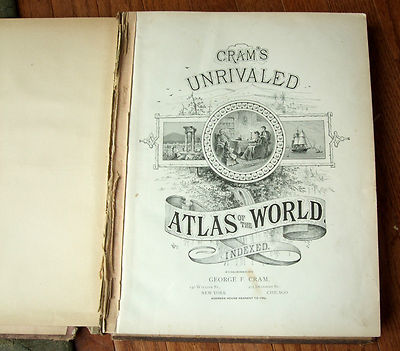 CRAM'S
UNRIVALED
ATLAS OF THE WORLD.
INDEXED.
GEORGE F. CRAM,
NEW YORK
CHICAGO